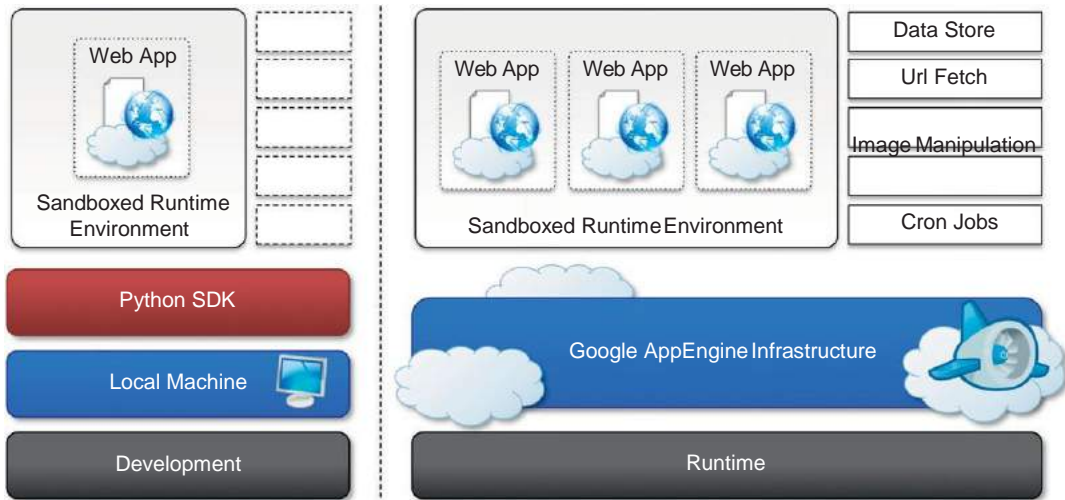 Web App
Sandboxed Runtime
Environment
Python SDK
Local Machine
Development
Web App
Web App
Web App
Sandboxed Runtime Environment
Data Store
Url Fetch
Image Manipulation
Cron Jobs
Google AppEngine Infrastructure
Runtime